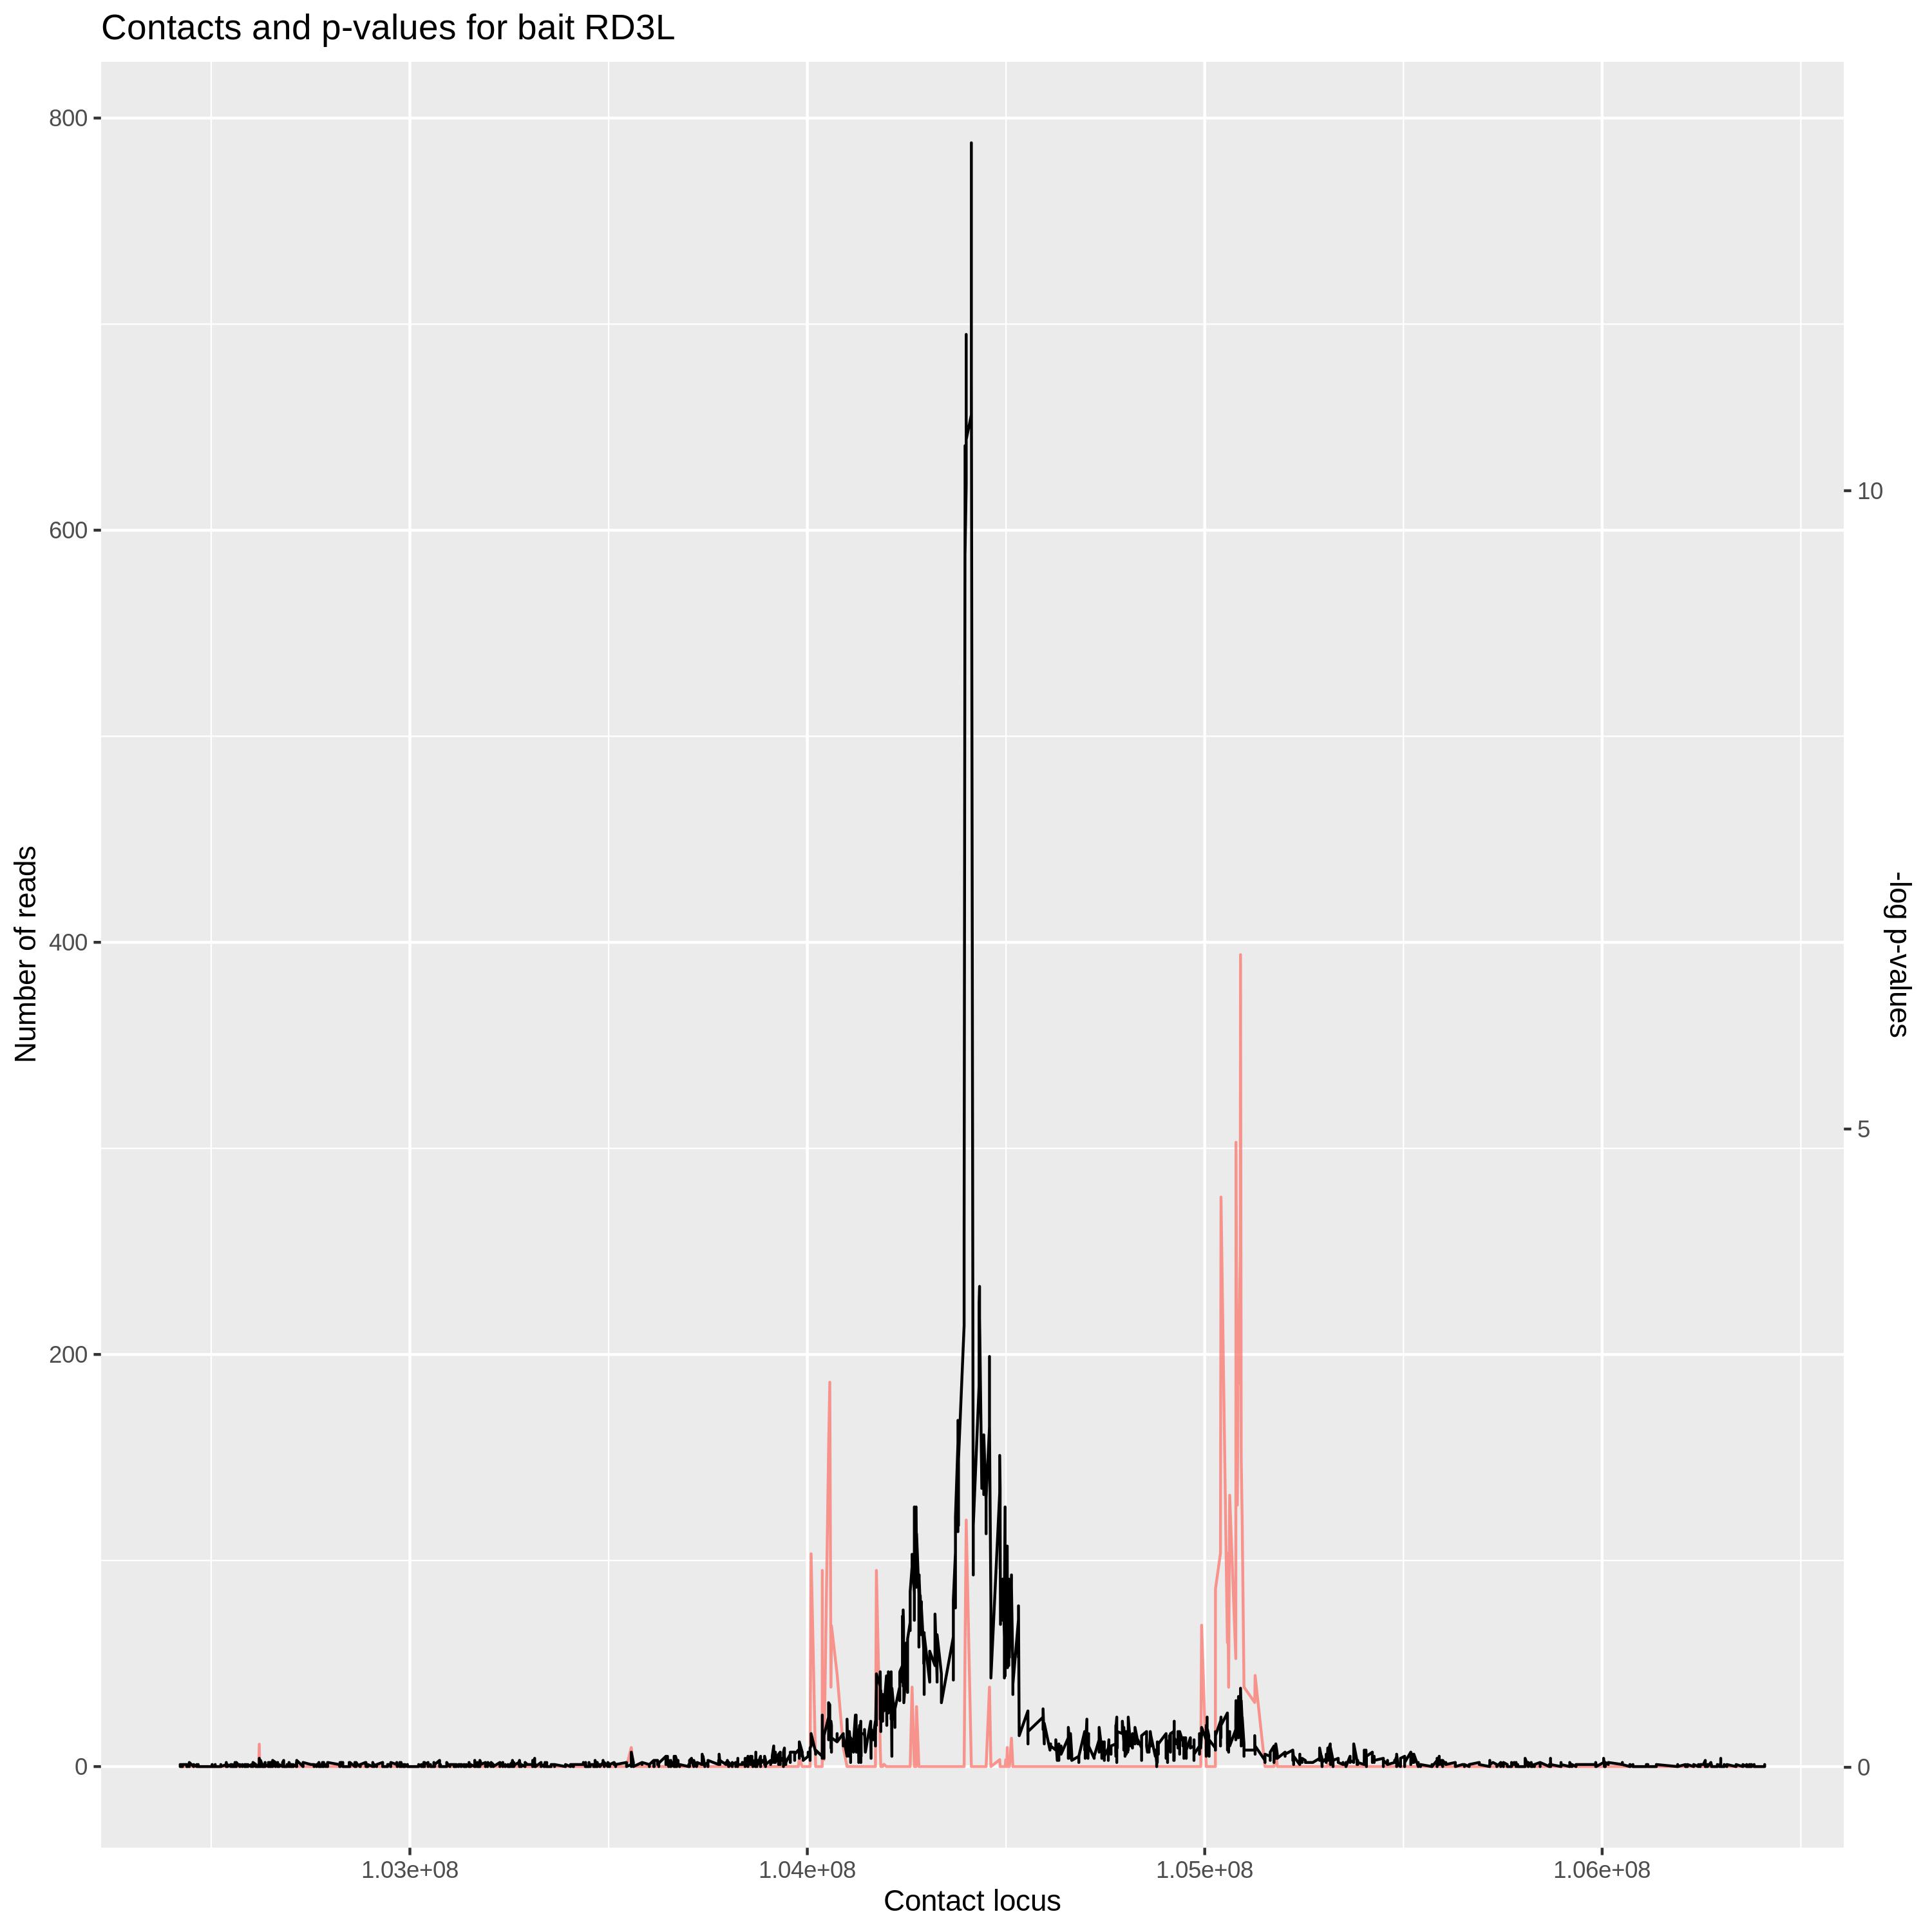 Contacts and p-values for bait RD3L
800
600
400
200
0
Number of reads
10
5
0
-log p-values
1.03e+08
1.04e+08
1.05e+08
1.06e+08
Contact locus